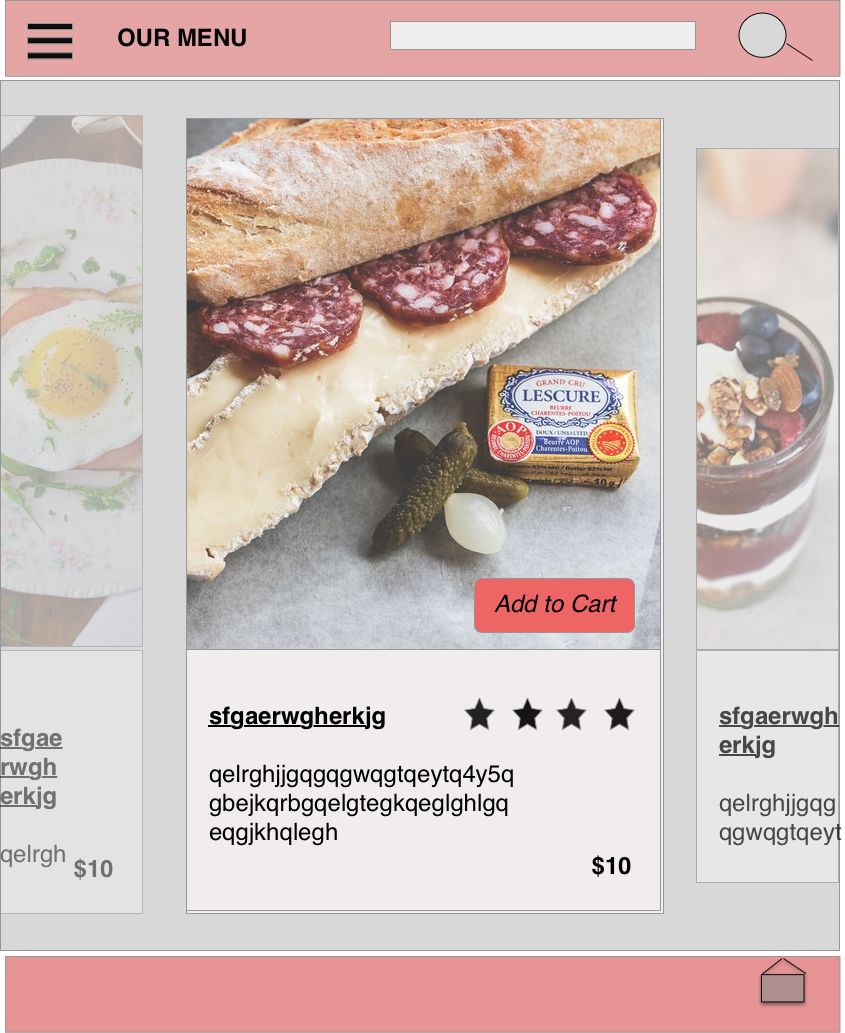 OUR MENU
GRAND CRU
LESCURE
BEURRE
CHARENTES-POITOU
DOUX / UNSALTED
Beurre AOP
Charentes-Poitou
AOP
Add to Cart
sfgae
rwgh
erkjg
qelrgh
$10
sfgaerwgherkjg
qelrghjjgqgqgwqgtqeytq4y5q
gbejkqrbgqelgtegkqeglghlgq
eqgjkhqlegh
$10
sfgaerwgh
erkjg
qelrghjjgqg
qgwqgtqeyt